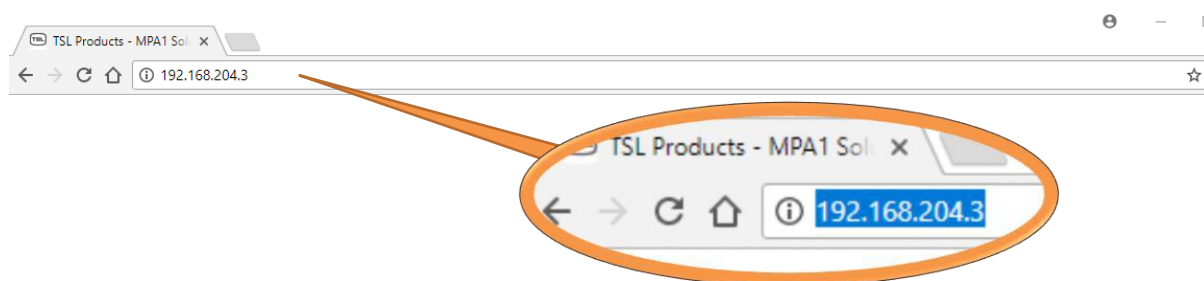 TSL TSL Products - MPA1 Sol
192.168.204.3
TSL Products - MPA1 Sol
192.168.204.3